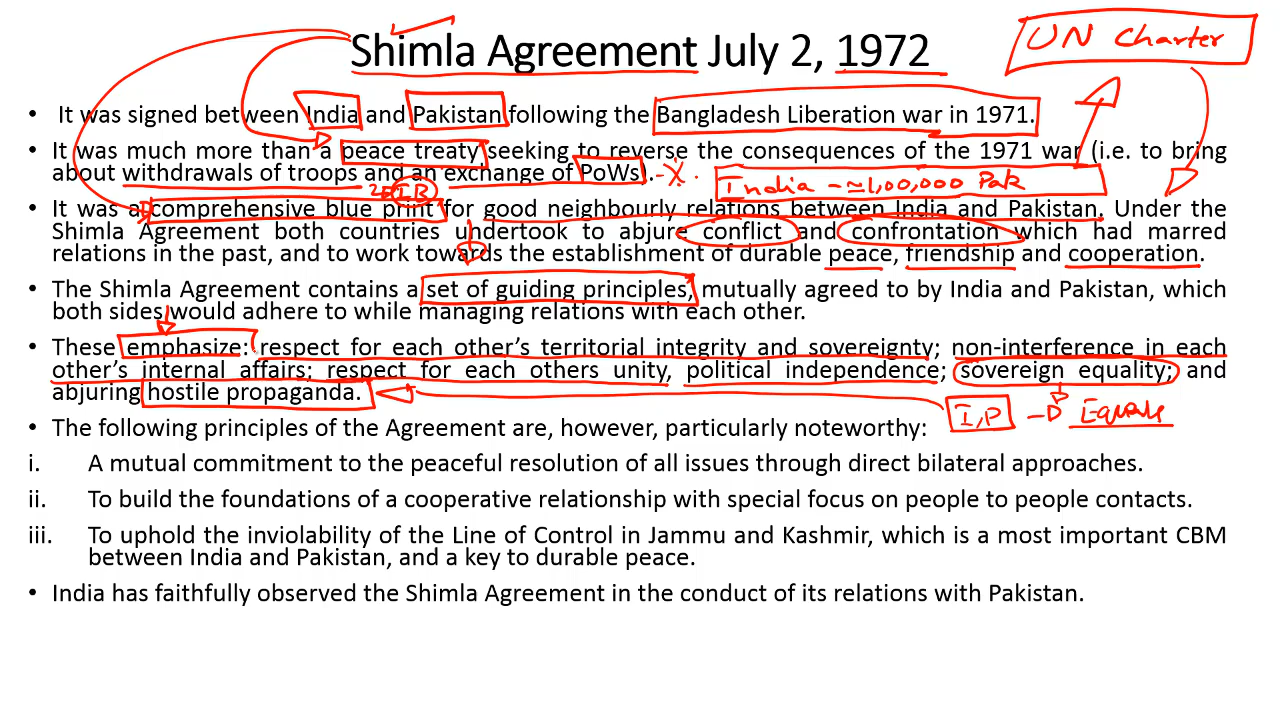 Shimla Agreement July 2, 1972
UN Charter
• It was signed between India and Pakistan following the Bangladesh Liberation war in 1971.
• It was much more than a peace treaty seeking to reverse the consequences of the 1971 war (i.e. to bring
about withdrawals of troops and an exchange of PoWs).
India - ≃1,00,000 Pak
IB
• It was a comprehensive blue print for good neighbourly relations between India and Pakistan. Under the
Shimla Agreement both countries undertook to abjure conflict and confrontation which had marred
relations in the past, and to work towards the establishment of durable peace, friendship and cooperation.
• The Shimla Agreement contains a set of guiding principles, mutually agreed to by India and Pakistan, which
both sides would adhere to while managing relations with each other.
• These emphasize: respect for each other’s territorial integrity and sovereignty; non-interference in each
other’s internal affairs; respect for each others unity, political independence; sovereign equality; and
abjuring hostile propaganda.
I, P → Equals
• The following principles of the Agreement are, however, particularly noteworthy:
i. A mutual commitment to the peaceful resolution of all issues through direct bilateral approaches.
ii. To build the foundations of a cooperative relationship with special focus on people to people contacts.
iii. To uphold the inviolability of the Line of Control in Jammu and Kashmir, which is a most important CBM
between India and Pakistan, and a key to durable peace.
• India has faithfully observed the Shimla Agreement in the conduct of its relations with Pakistan.